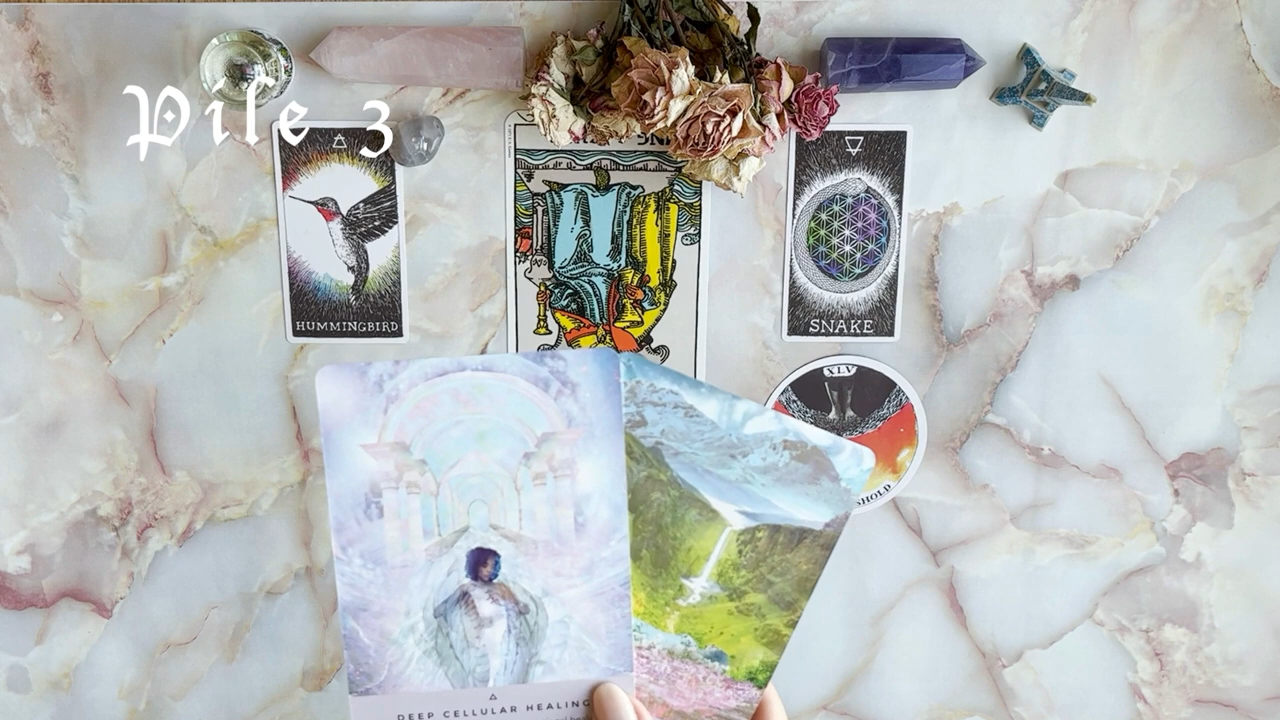 Pile 3
HUMMINGBIRD
SNAKE
XLV
DEEP CELLULAR HEALING